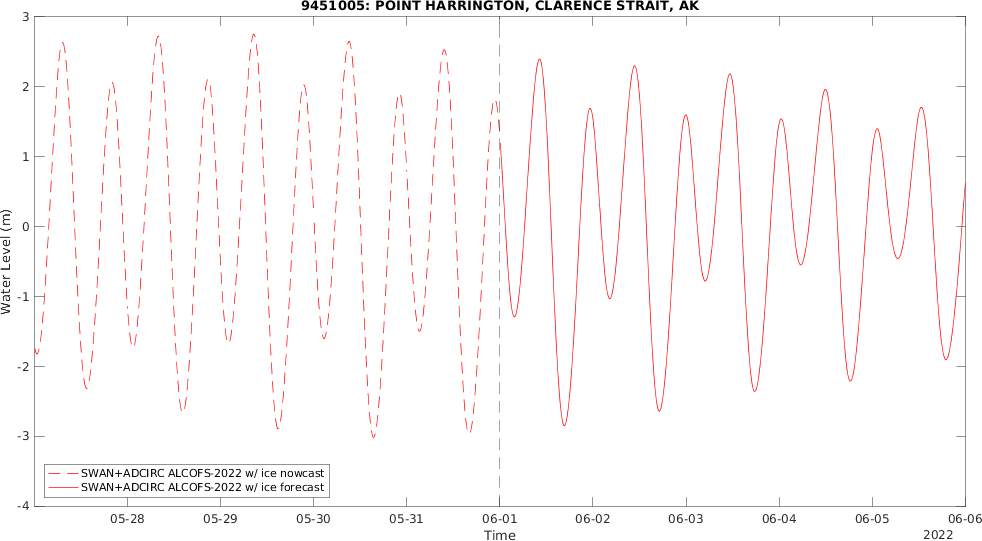 9451005: POINT HARRINGTON, CLARENCE STRAIT, AK
3
2
1
0
-1
-2
-3
-4
Water Level (m)
SWAN+ADCIRC ALCOFS-2022 w/ ice nowcast
SWAN+ADCIRC ALCOFS-2022 w/ ice forecast
05-28 05-29 05-30 05-31 06-01 06-02 06-03 06-04 06-05 06-06
Time
2022